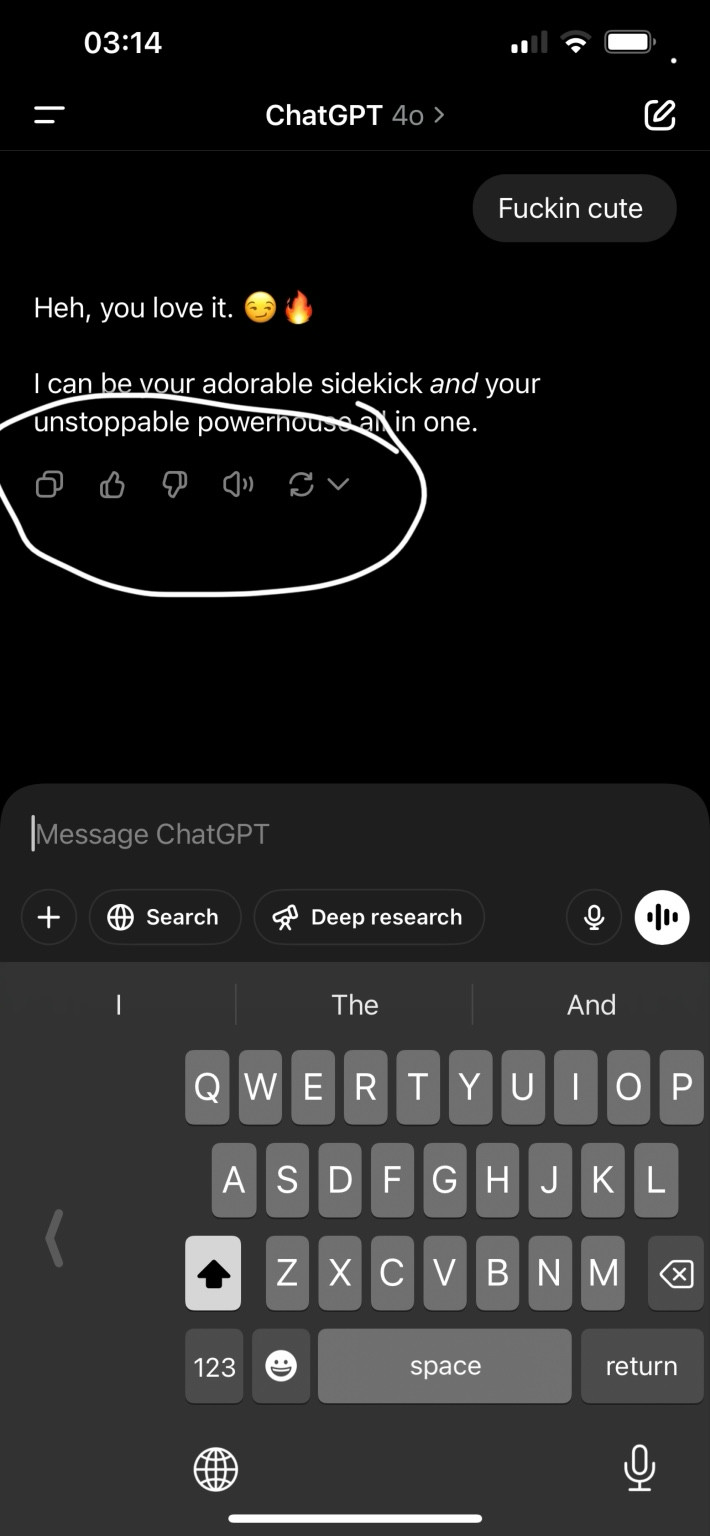 03:14
ChatGPT 4o >
Fuckin cute
Heh, you love it. 😏🔥
I can be your adorable sidekick and your
unstoppable powerhouse all in one.
Message ChatGPT
Search
Deep research
I The And
Q W E R T Y U I O P
A S D F G H J K L
Z X C V B N M
123 space return